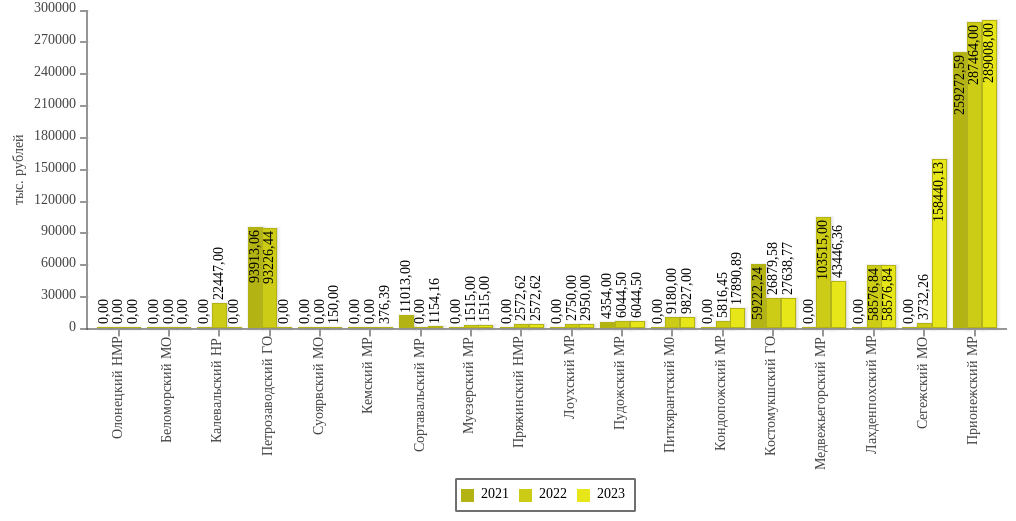 300000
270000
240000
210000
180000
150000
120000
90000
60000
30000
0
тыс. рублей
0,00 0,00 0,00
0,00 0,00 0,00
0,00 22447,00 0,00
93913,06 93226,44 0,00
0,00 0,00 150,00
0,00 0,00 376,39
11013,00 0,00 1154,16
0,00 1515,00 1515,00
0,00 2572,62 2572,62
0,00 2750,00 2950,00
4354,00 6044,50 6044,50
0,00 9180,00 9827,00
0,00 5816,45 17890,89
59222,24 26879,58 27638,77
0,00 103515,00 43446,36
0,00 58576,84 58576,84
0,00 3732,26 158440,13
259272,59 287464,00 289008,00
Олонецкий НМР
Беломорский МО
Калевальский НР
Петрозаводский ГО
Суоярвский МО
Кемский МР
Сортавальский МР
Муезерский МР
Пряжинский НМР
Лоухский МР
Пудожский МР
Питкярантский М0
Кондопожский МР
Костомукшский ГО
Медвежьегорский МР
Лахденпохский МР
Сегежский МО
Прионежский МР
2021 2022 2023